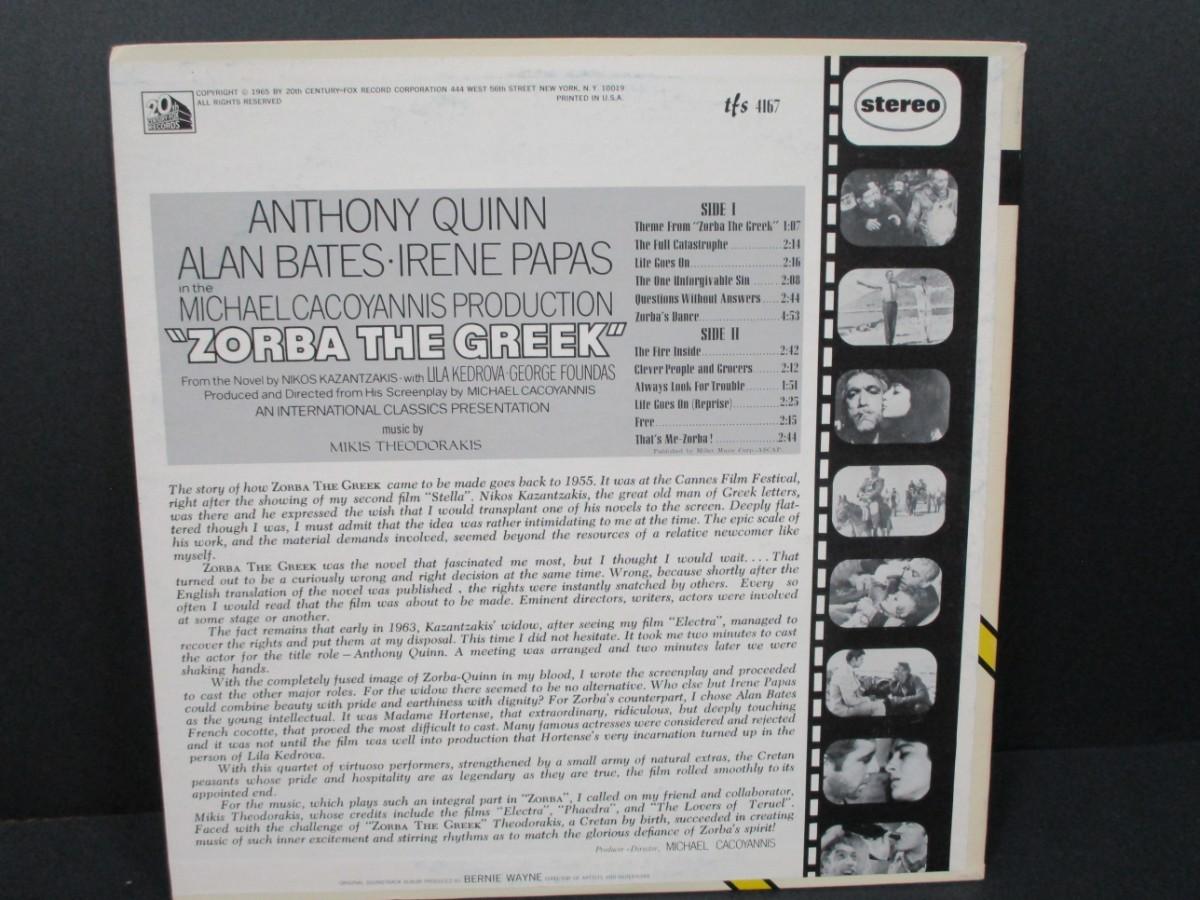 20th
CENTURY-FOX
RECORDS
COPYRIGHT © 1965 BY 20th CENTURY-FOX RECORD CORPORATION 444 WEST 56th STREET NEW YORK, N. Y. 10019
ALL RIGHTS RESERVED
PRINTED IN U.S.A.
tfs 4167
stereo
ANTHONY QUINN
ALAN BATES·IRENE PAPAS
in the
MICHAEL CACOYANNIS PRODUCTION
"ZORBA THE GREEK"
From the Novel by NIKOS KAZANTZAKIS·with LILA KEDROVA·GEORGE FOUNDAS
Produced and Directed from His Screenplay by MICHAEL CACOYANNIS
AN INTERNATIONAL CLASSICS PRESENTATION
music by
MIKIS THEODORAKIS
SIDE I
Theme From "Zorba The Greek" 1:07
The Full Catastrophe 2:14
Life Goes On 2:16
The One Unforgivable Sin 2:08
Questions Without Answers 2:44
Zorba's Dance 4:53
SIDE II
The Fire Inside 2:42
Clever People and Grocers 2:12
Always Look For Trouble 1:51
Life Goes On (Reprise) 2:25
Free 2:15
That's Me-Zorba! 2:44
Published by Miller Music Corp.-ASCAP
The story of how ZORBA THE GREEK came to be made goes back to 1955. It was at the Cannes Film Festival,
right after the showing of my second film "Stella". Nikos Kazantzakis, the great old man of Greek letters,
was there and he expressed the wish that I would transplant one of his novels to the screen. Deeply flat-
tered though I was, I must admit that the idea was rather intimidating to me at the time. The epic scale of
his work, and the material demands involved, seemed beyond the resources of a relative newcomer like
myself.
ZORBA THE GREEK was the novel that fascinated me most, but I thought I would wait.... That
turned out to be a curiously wrong and right decision at the same time. Wrong, because shortly after the
English translation of the novel was published , the rights were instantly snatched by others. Every so
often I would read that the film was about to be made. Eminent directors, writers, actors were involved
at some stage or another.
The fact remains that early in 1963, Kazantzakis' widow, after seeing my film "Electra", managed to
recover the rights and put them at my disposal. This time I did not hesitate. It took me two minutes to cast
the actor for the title role – Anthony Quinn. A meeting was arranged and two minutes later we were
shaking hands.
With the completely fused image of Zorba-Quinn in my blood, I wrote the screenplay and proceeded
to cast the other major roles. For the widow there seemed to be no alternative. Who else but Irene Papas
could combine beauty with pride and earthiness with dignity? For Zorba's counterpart, I chose Alan Bates
as the young intellectual. It was Madame Hortense, that extraordinary, ridiculous, but deeply touching
French cocotte, that proved the most difficult to cast. Many famous actresses were considered and rejected
and it was not until the film was well into production that Hortense's very incarnation turned up in the
person of Lila Kedrova.
With this quartet of virtuoso performers, strengthened by a small army of natural extras, the Cretan
peasants whose pride and hospitality are as legendary as they are true, the film rolled smoothly to its
appointed end.
For the music, which plays such an integral part in "ZORBA", I called on my friend and collaborator,
Mikis Theodorakis, whose credits include the films "Electra", "Phaedra", and "The Lovers of Teruel".
Faced with the challenge of "ZORBA THE GREEK" Theodorakis, a Cretan by birth, succeeded in creating
music of such inner excitement and stirring rhythms as to match the glorious defiance of Zorba's spirit!
Producer-Director, MICHAEL CACOYANNIS
ORIGINAL SOUNDTRACK ALBUM PRODUCED BY BERNIE WAYNE DIRECTOR OF ARTISTS AND REPERTOIRE